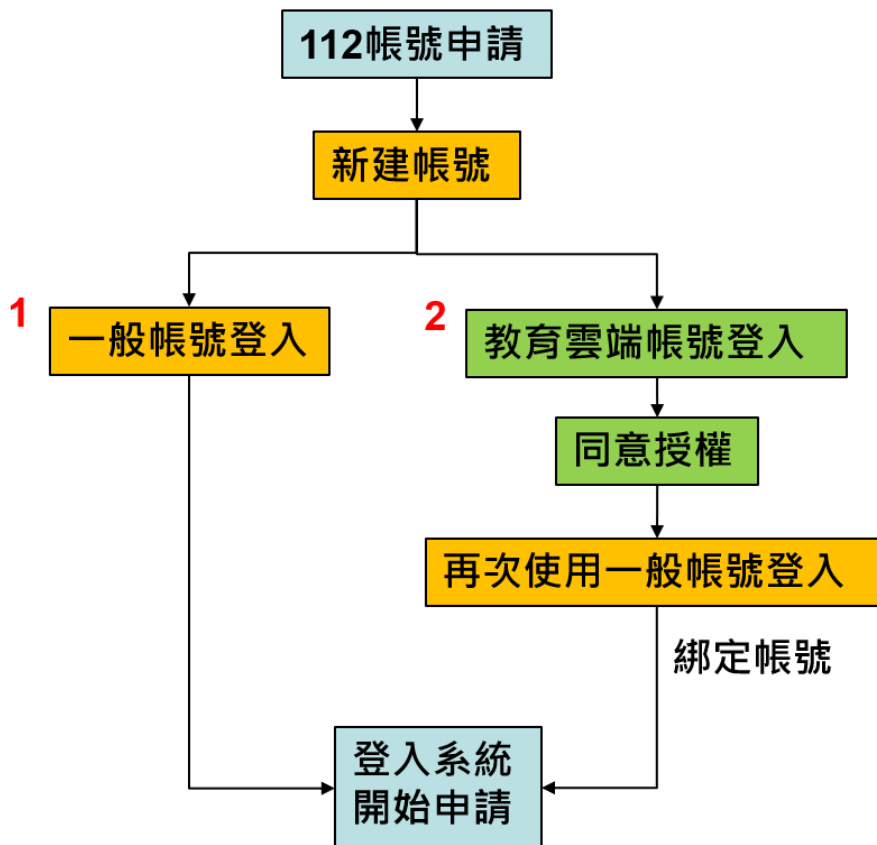 112帳號申請
新建帳號
1
一般帳號登入
2
教育雲端帳號登入
同意授權
再次使用一般帳號登入
綁定帳號
登入系統
開始申請